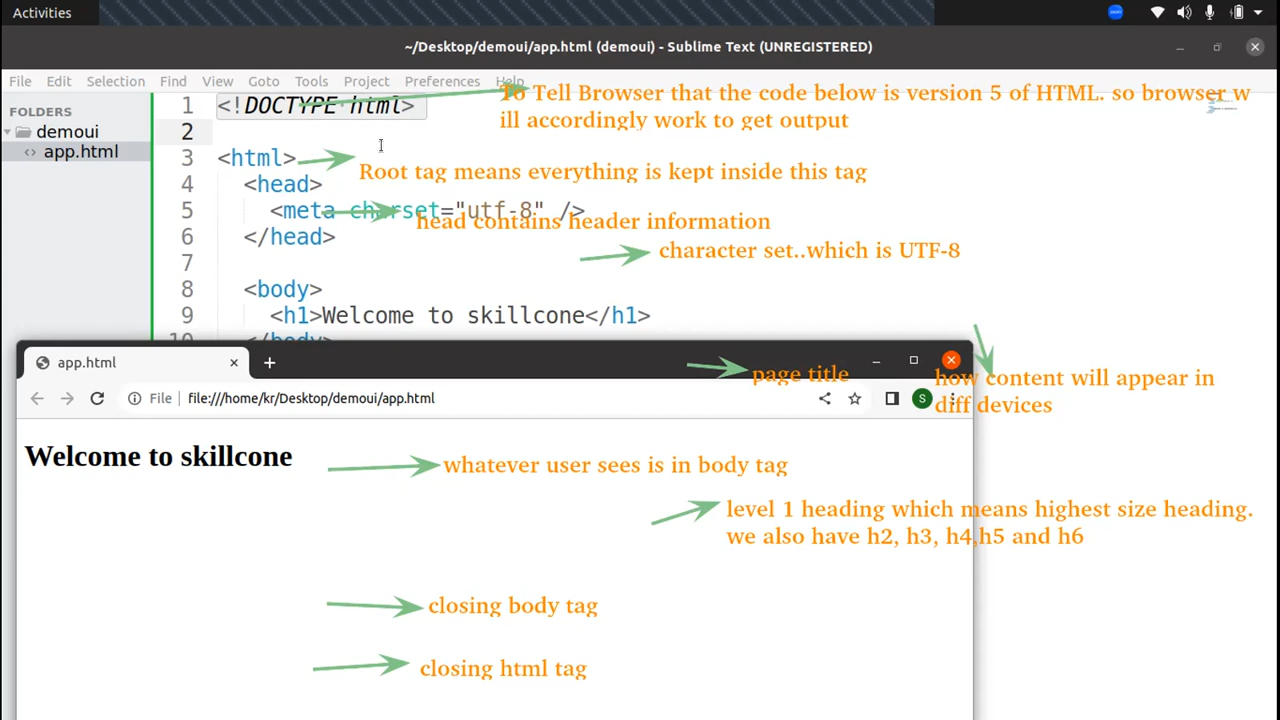 Activities
~/Desktop/demoui/app.html (demoui) - Sublime Text (UNREGISTERED)
File Edit Selection Find View Goto Tools Project Preferences Help
FOLDERS
demoui
app.html
1 <!DOCTYPE html>
To Tell Browser that the code below is version 5 of HTML. so browser w
ill accordingly work to get output
2
3 <html>
Root tag means everything is kept inside this tag
4 <head>
5 <meta charset="utf-8" />
head contains header information
6 </head>
character set..which is UTF-8
7
8 <body>
9 <h1>Welcome to skillcone</h1>
10 </body>
app.html
page title
how content will appear in
diff devices
File file:///home/kr/Desktop/demoui/app.html S
Welcome to skillcone
whatever user sees is in body tag
level 1 heading which means highest size heading.
we also have h2, h3, h4,h5 and h6
closing body tag
closing html tag